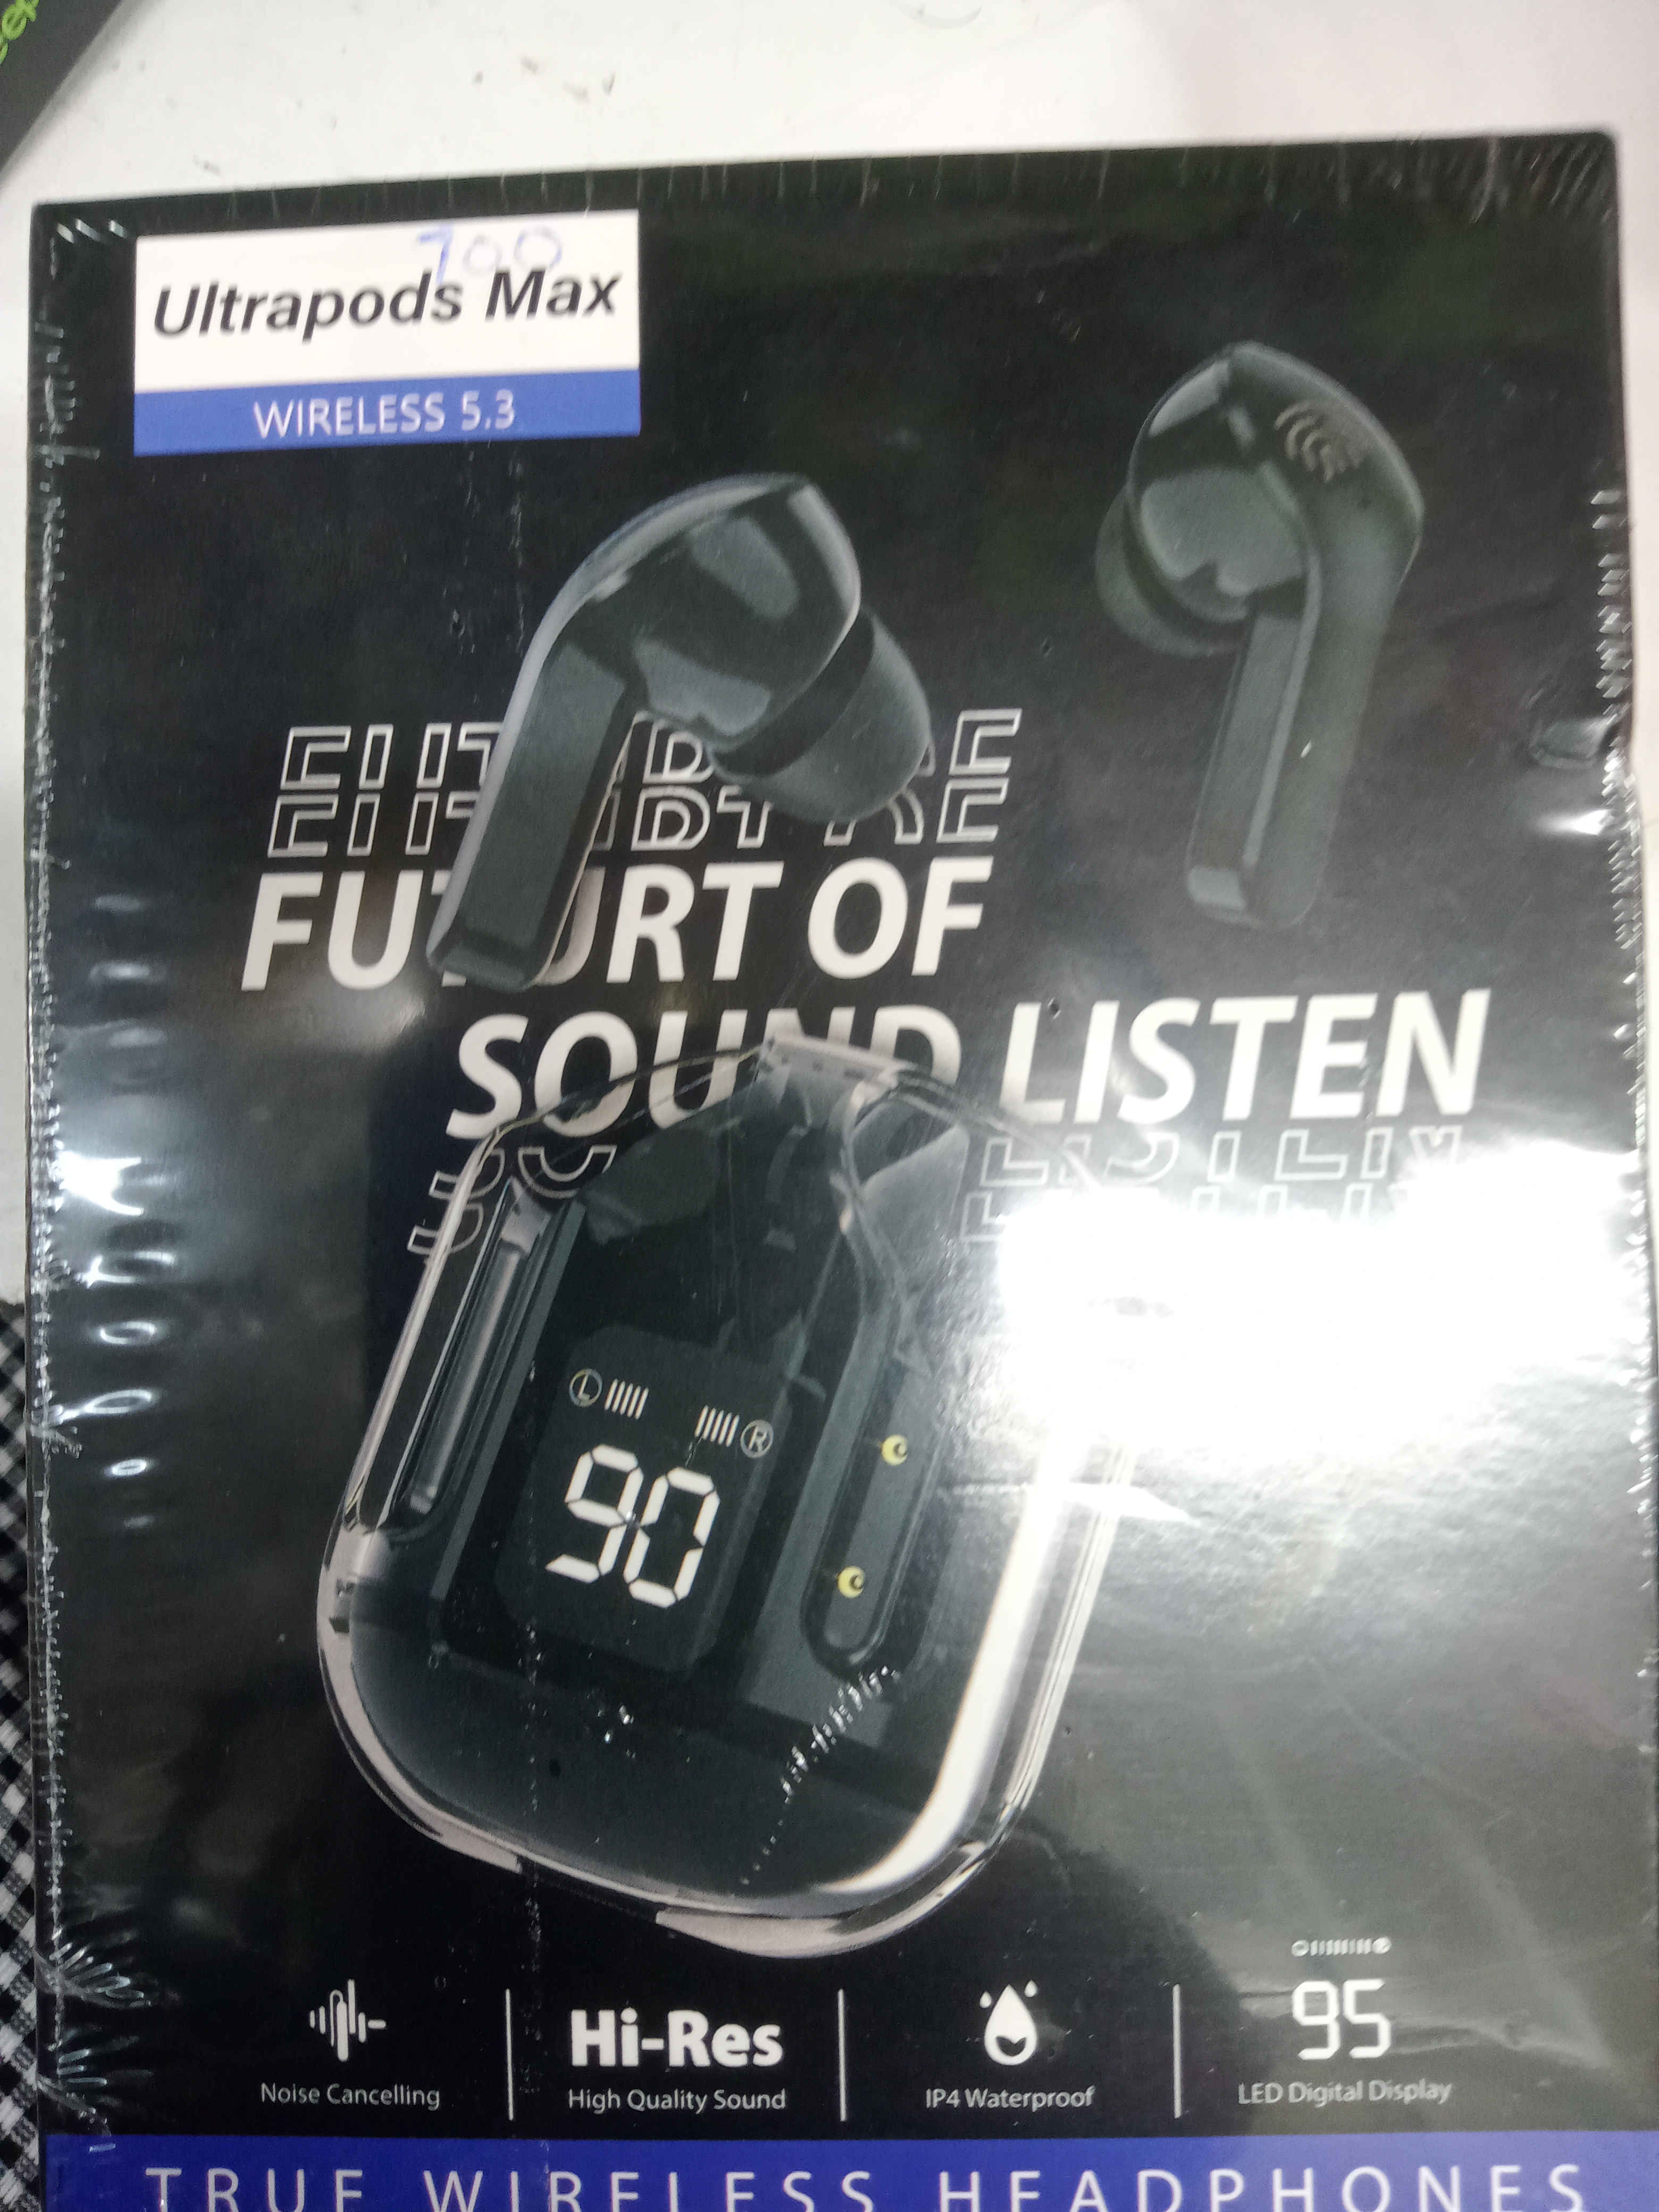 700
Ultrapods Max
WIRELESS 5.3
FUTURT OF
SOUND LISTEN
L
R
90
95
Hi-Res
Noise Cancelling
High Quality Sound
IP4 Waterproof
LED Digital Display
TRUE WIRELESS HEADPHONES